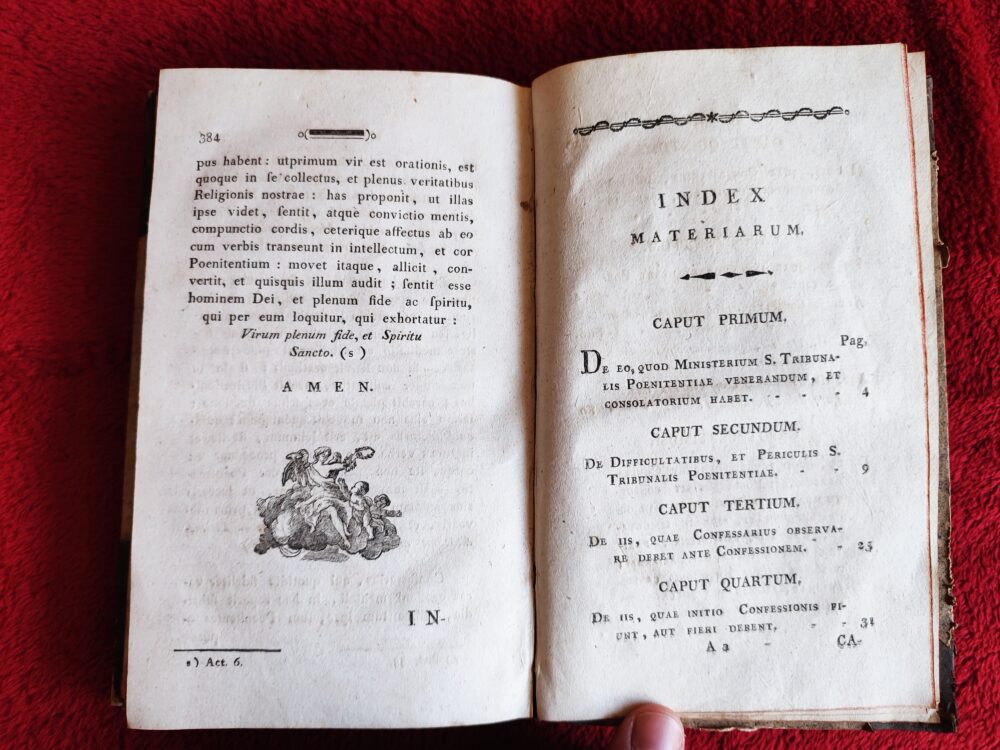 384
pus habent : utprimum vir est orationis, est
quoque in ſe collectus, et plenus veritatibus
Religionis nostrae : has proponit, ut illas
ipse videt, ſentit, atque convictio mentis,
compunctio cordis, ceterique affectus ab eo
cum verbis transeunt in intellectum, et cor
Poenitentium : movet itaque, allicit, con-
vertit, et quisquis illum audit ; ſentit esse
hominem Dei, et plenum fide ac ſpiritu,
qui per eum loquitur, qui exhortatur :
Virum plenum fide, et Spiritu
Sancto. (s)
AMEN.
IN-
s) Act. 6.
INDEX
MATERIARUM.
CAPUT PRIMUM.
Pag.
DE EO, QUOD MINISTERIUM S. TRIBUNA-
LIS POENITENTIAE VENERANDUM, ET
CONSOLATORIUM HABET. - - - 4
CAPUT SECUNDUM.
DE DIFFICULTATIBUS, ET PERICULIS S.
TRIBUNALIS POENITENTIAE. - - 9
CAPUT TERTIUM.
DE IIS, QUAE CONFESSARIUS OBSERVA-
RE DEBET ANTE CONFESSIONEM. - - 25
CAPUT QUARTUM.
DE IIS, QUAE INITIO CONFESSIONIS FI-
UNT, AUT FIERI DEBENT. - - 31
A a CA-